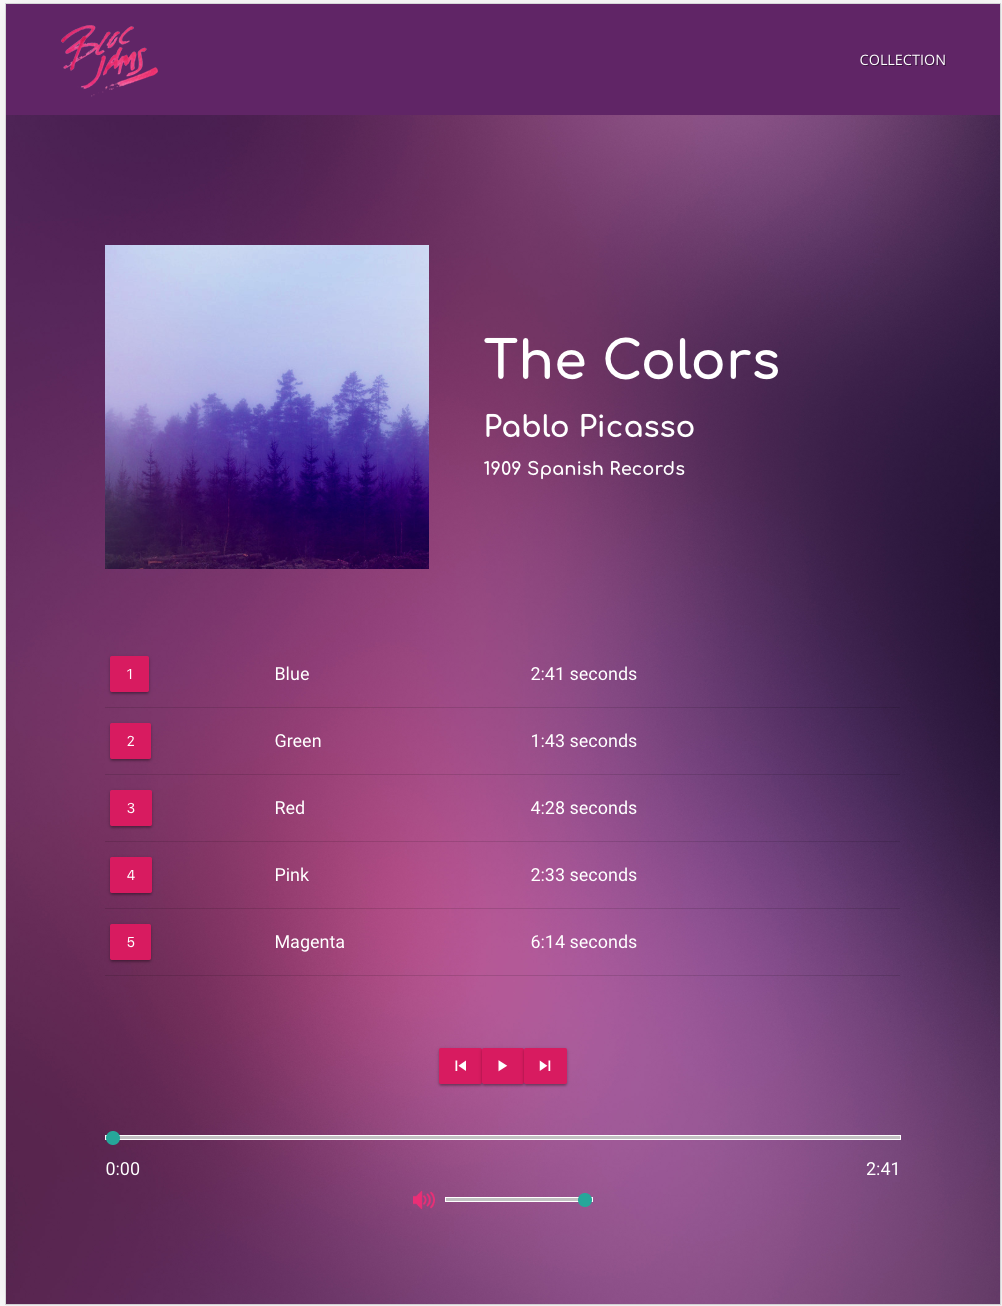 BLOC
JAMS
COLLECTION
The Colors
Pablo Picasso
1909 Spanish Records
1 Blue 2:41 seconds
2 Green 1:43 seconds
3 Red 4:28 seconds
4 Pink 2:33 seconds
5 Magenta 6:14 seconds
0:00 2:41